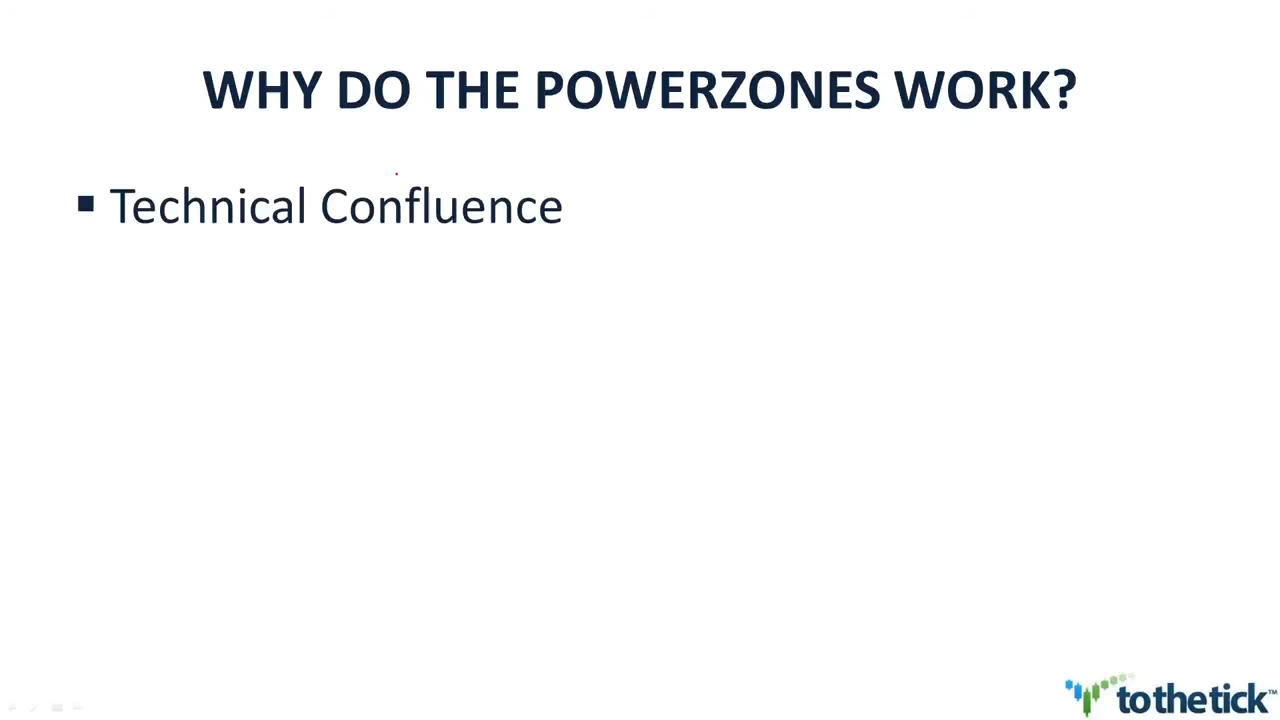 WHY DO THE POWERZONES WORK?
▪ Technical Confluence
tothetick™